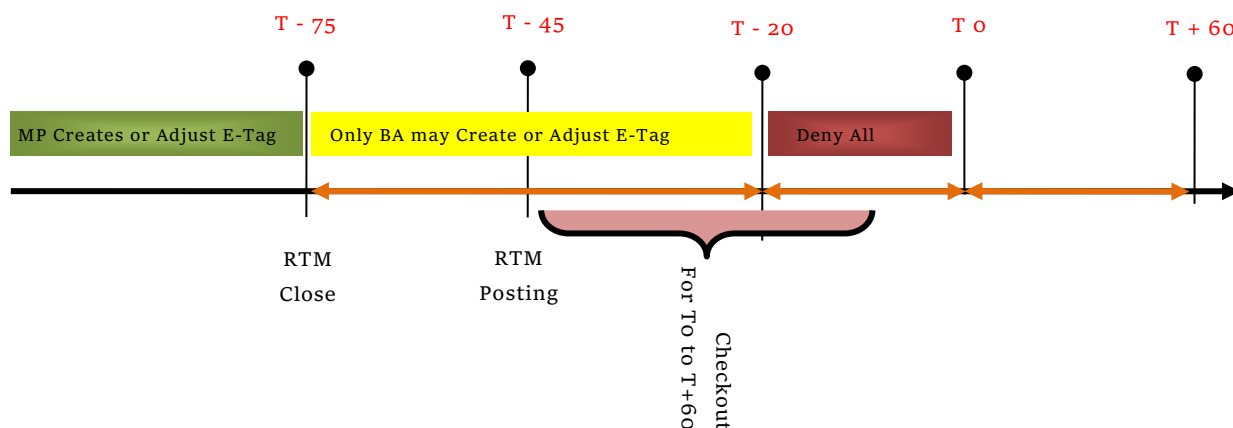 T - 75
T - 45
T - 20
T 0
T + 60
MP Creates or Adjust E-Tag
Only BA may Create or Adjust E-Tag
Deny All
RTM
Close
RTM
Posting
Checkout
For T0 to T+60